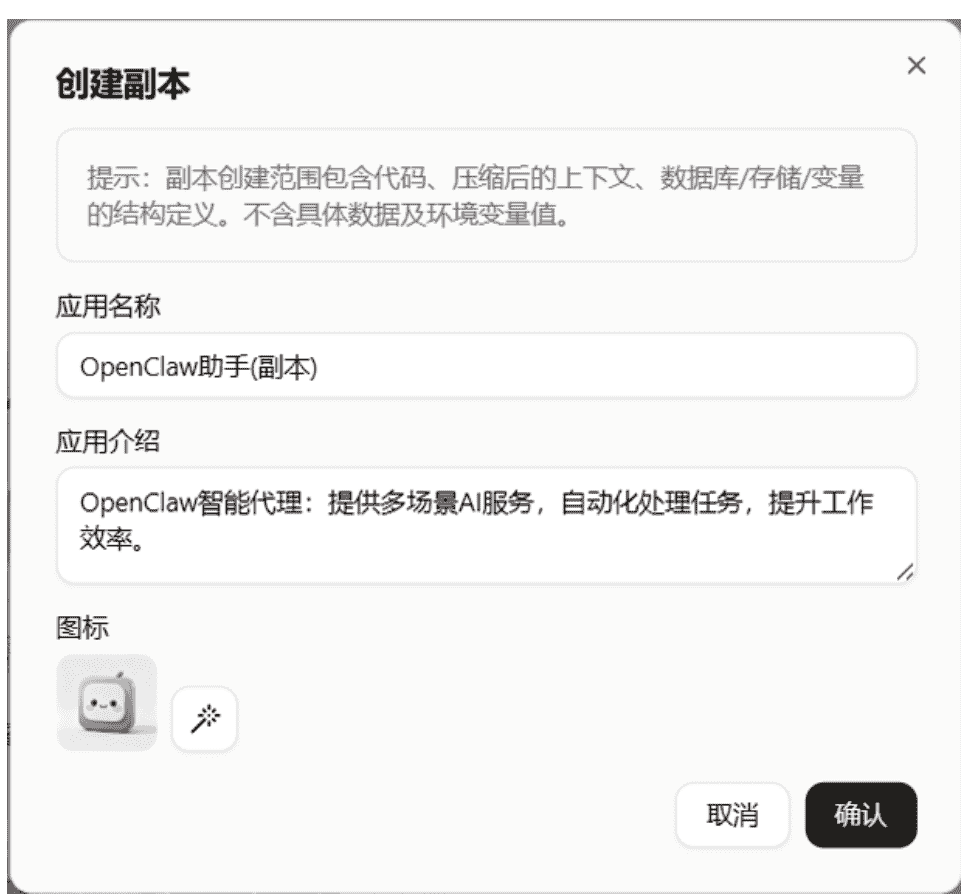 创建副本
提示：副本创建范围包含代码、压缩后的上下文、数据库/存储/变量
的结构定义。不含具体数据及环境变量值。
应用名称
OpenClaw助手(副本)
应用介绍
OpenClaw智能代理：提供多场景AI服务，自动化处理任务，提升工作
效率。
图标
取消
确认